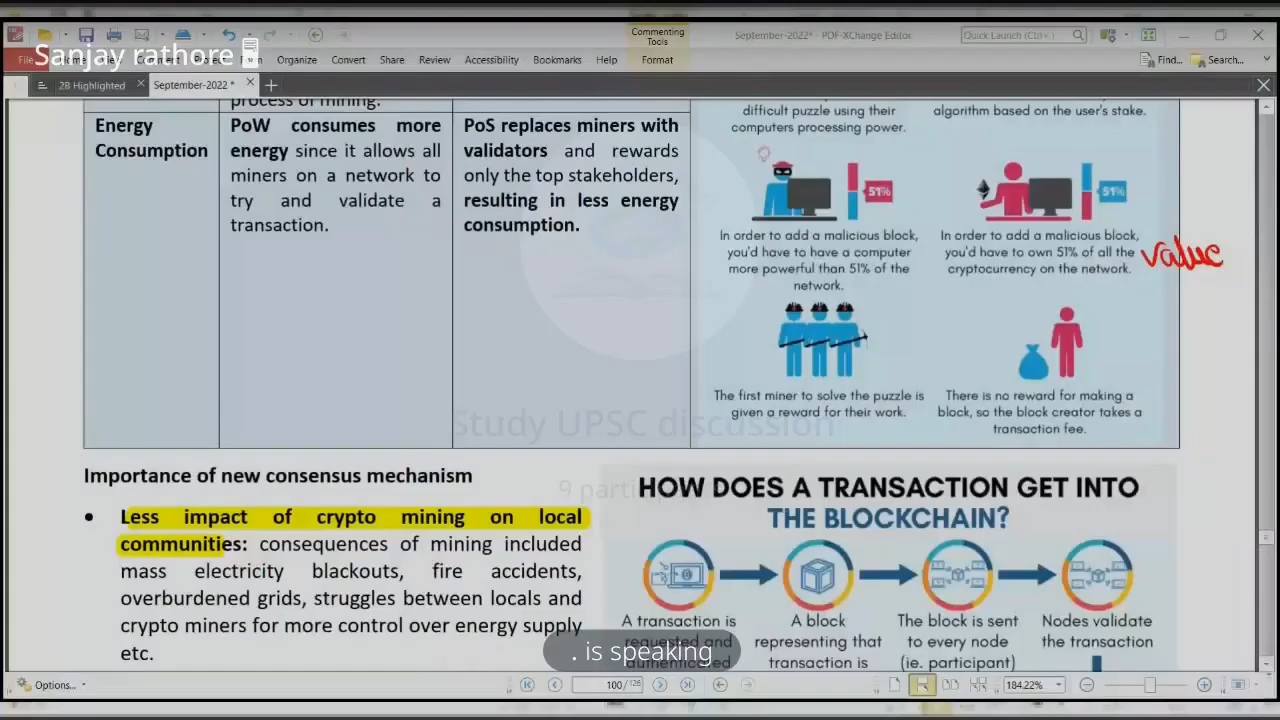 Commenting
Tools
September-2022* - PDF-XChange Editor
Quick Launch (Ctrl+.)
Sanjay rathore
File
Organize Convert Share Review Accessibility Bookmarks Help Format
Find... Search...
28 Highlighted
September-2022 *
process of mining.
Energy Consumption
PoW consumes more
energy since it allows all
miners on a network to
try and validate a
transaction.
PoS replaces miners with
validators and rewards
only the top stakeholders,
resulting in less energy
consumption.
difficult puzzle using their
computers processing power.
algorithm based on the user's stake.
51%
51%
In order to add a malicious block,
you'd have to have a computer
more powerful than 51% of the
network.
In order to add a malicious block,
you'd have to own 51% of all the
cryptocurrency on the network.
value
The first miner to solve the puzzle is
given a reward for their work.
There is no reward for making a
block, so the block creator takes a
transaction fee.
Study UPSC discussion
Importance of new consensus mechanism
• Less impact of crypto mining on local
communities: consequences of mining included
mass electricity blackouts, fire accidents,
overburdened grids, struggles between locals and
crypto miners for more control over energy supply
etc.
HOW DOES A TRANSACTION GET INTO
THE BLOCKCHAIN?
A transaction is
requested and
authenticated
A block
representing that
transaction is
The block is sent
to every node
(ie. participant)
Nodes validate
the transaction
. is speaking
Options...
100 / 126
184.22%